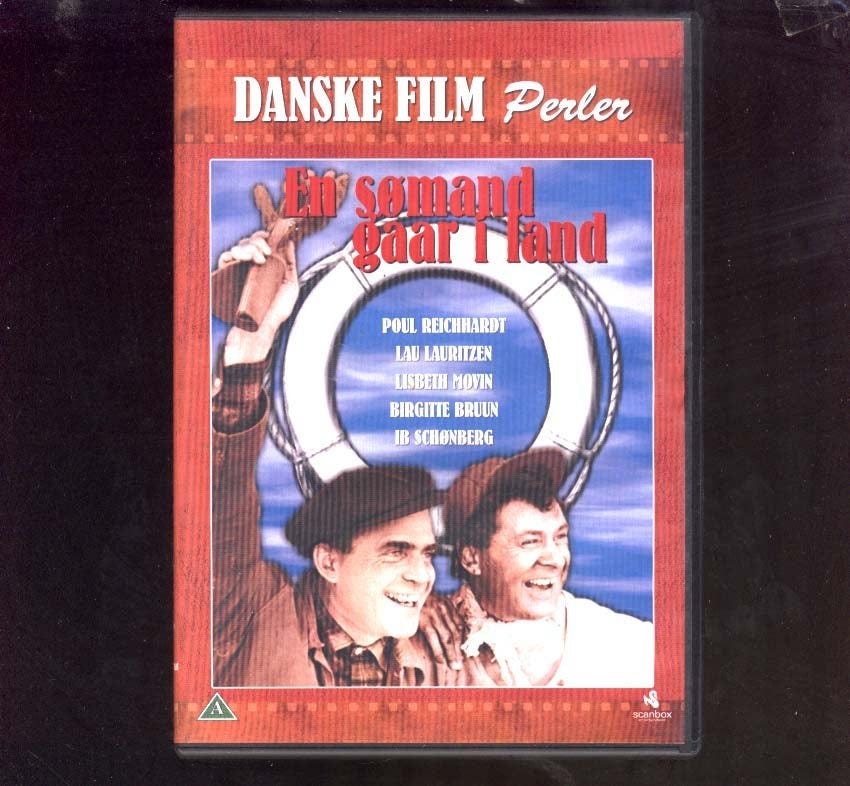 DANSKE FILM Perler
En sømand
gaar i land
POUL REICHHARDT
LAU LAURITZEN
LISBETH MOVIN
BIRGITTE BRUUN
IB SCHØNBERG
A
scanbox